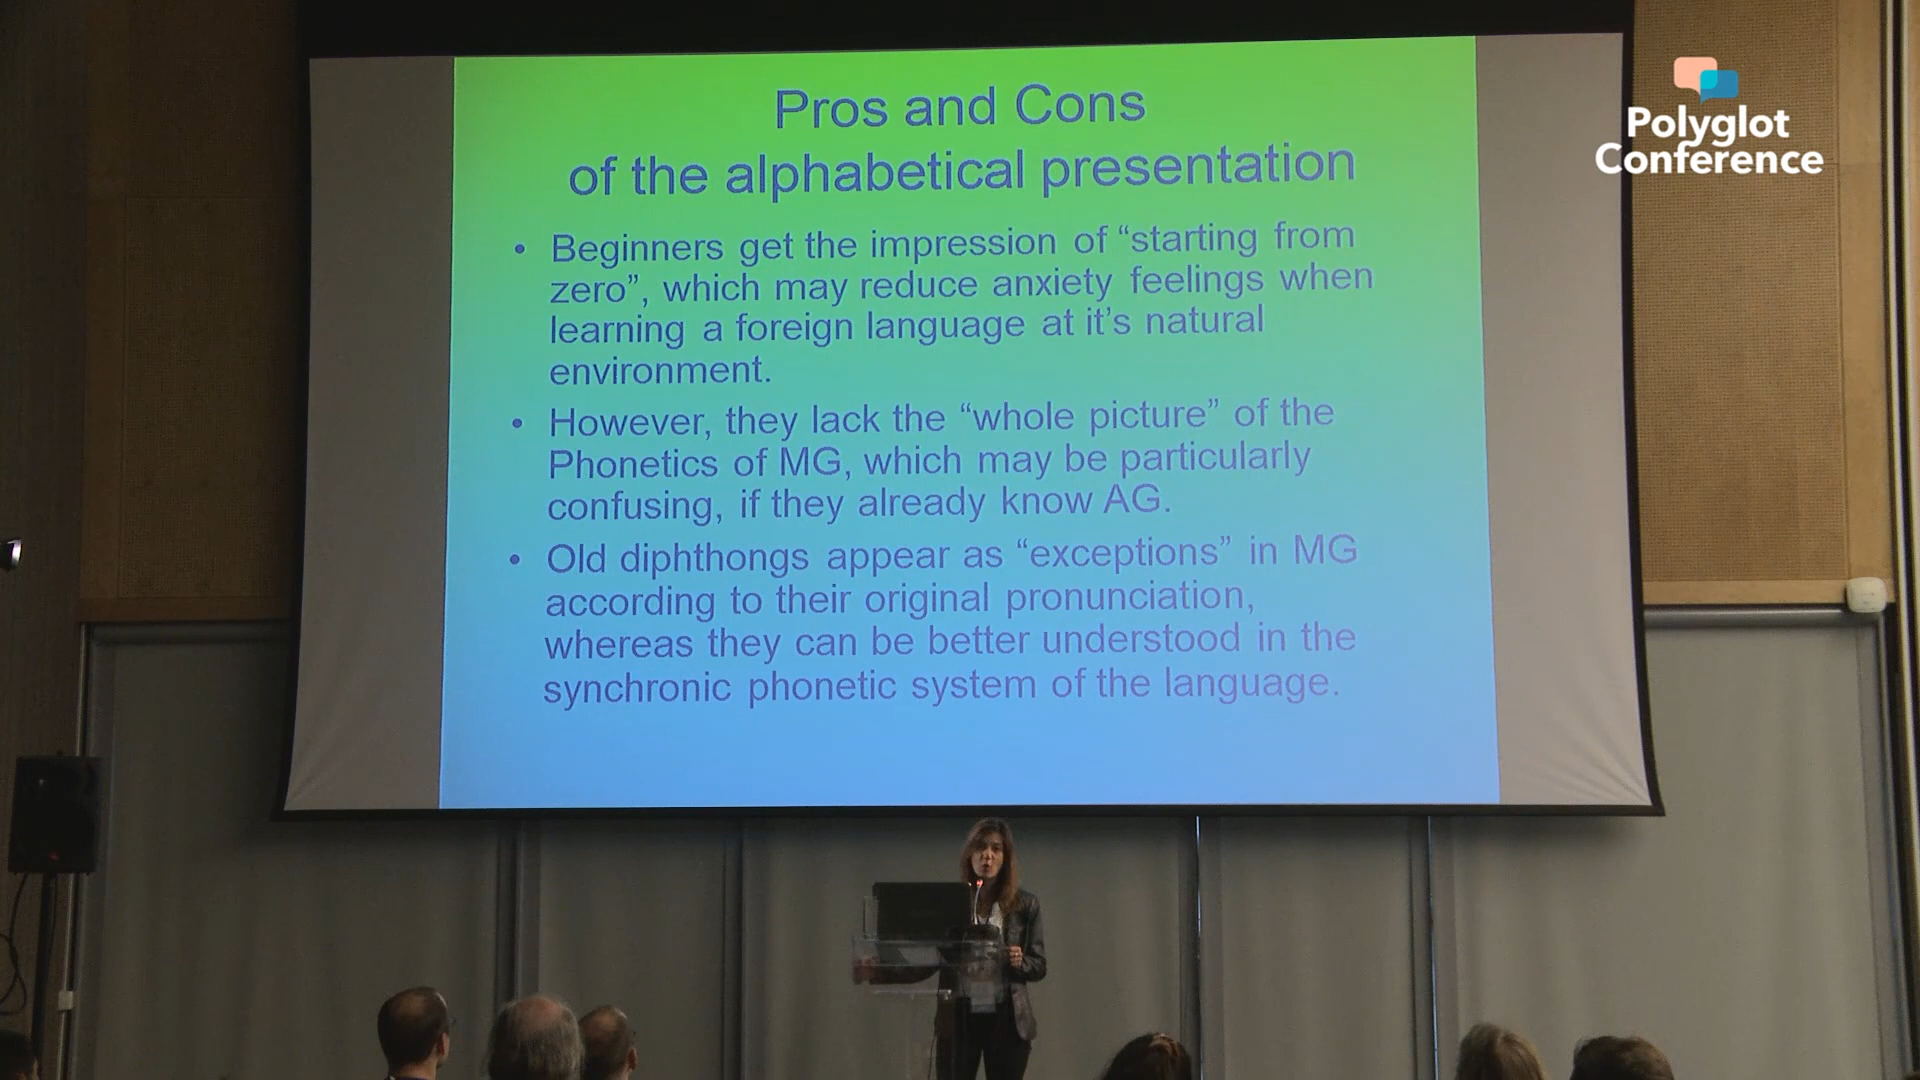 Pros and Cons
of the alphabetical presentation
• Beginners get the impression of “starting from
zero”, which may reduce anxiety feelings when
learning a foreign language at it’s natural
environment.
• However, they lack the “whole picture” of the
Phonetics of MG, which may be particularly
confusing, if they already know AG.
• Old diphthongs appear as “exceptions” in MG
according to their original pronunciation,
whereas they can be better understood in the
synchronic phonetic system of the language.
Polyglot
Conference